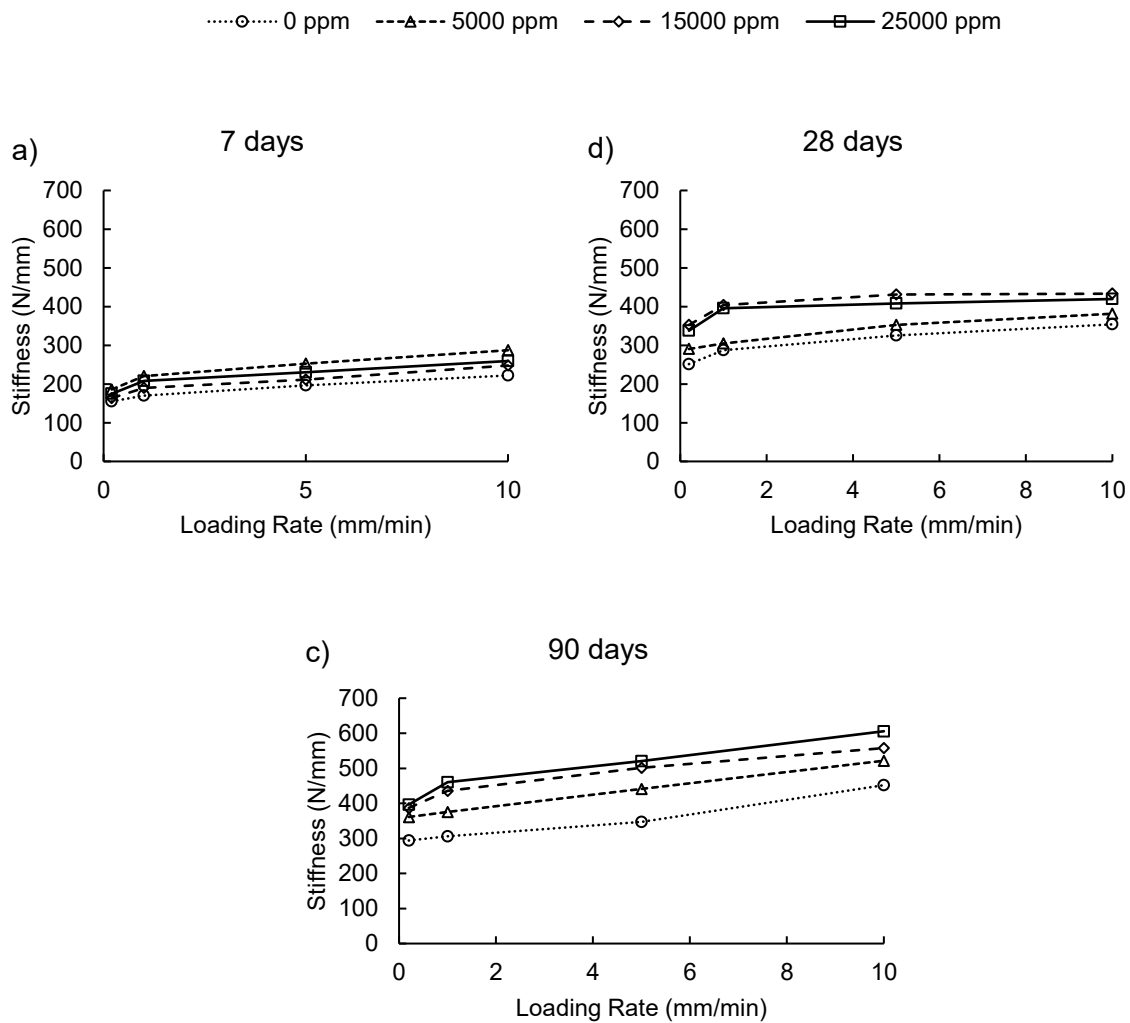 0 ppm 5000 ppm 15000 ppm 25000 ppm
a) 7 days
700
600
500
400
300
200
100
0
Stiffness (N/mm)
0 5 10
Loading Rate (mm/min)
d) 28 days
700
600
500
400
300
200
100
0
Stiffness (N/mm)
0 2 4 6 8 10
Loading Rate (mm/min)
c) 90 days
700
600
500
400
300
200
100
0
Stiffness (N/mm)
0 2 4 6 8 10
Loading Rate (mm/min)